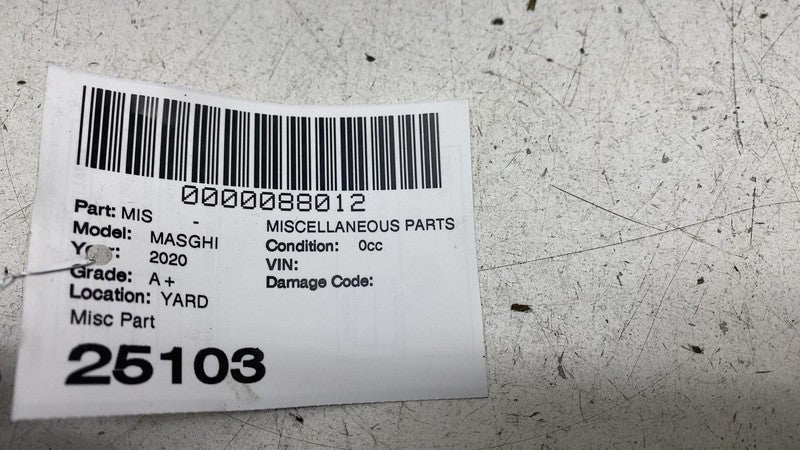 0000088012
Part: MIS - MISCELLANEOUS PARTS
Model: MASGHI Condition: 0cc
Year: 2020 VIN:
Grade: A+ Damage Code:
Location: YARD
Misc Part
25103